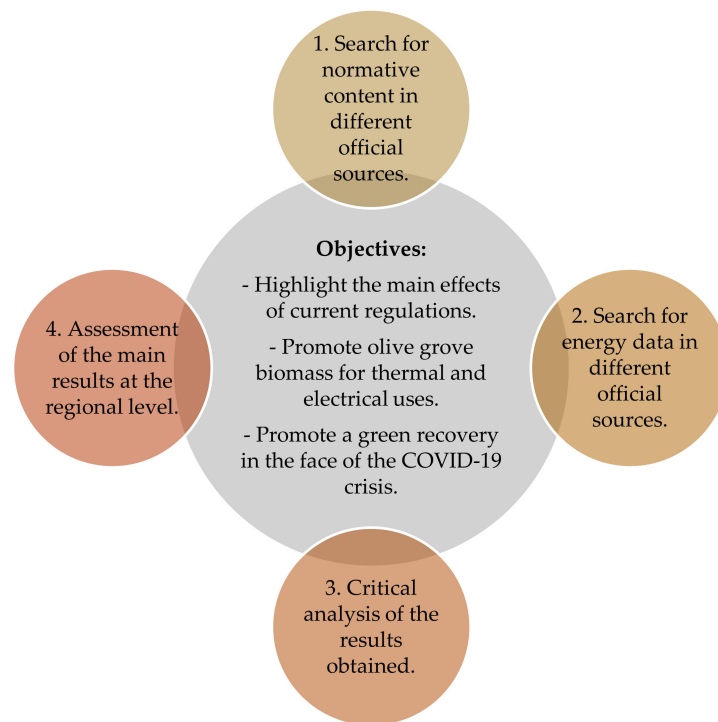 1. Search for
normative
content in
different
official
sources.
Objectives:
- Highlight the main effects
of current regulations.
- Promote olive grove
biomass for thermal and
electrical uses.
- Promote a green recovery
in the face of the COVID-19
crisis.
2. Search for
energy data in
different
official
sources.
3. Critical
analysis of the
results
obtained.
4. Assessment
of the main
results at the
regional level.